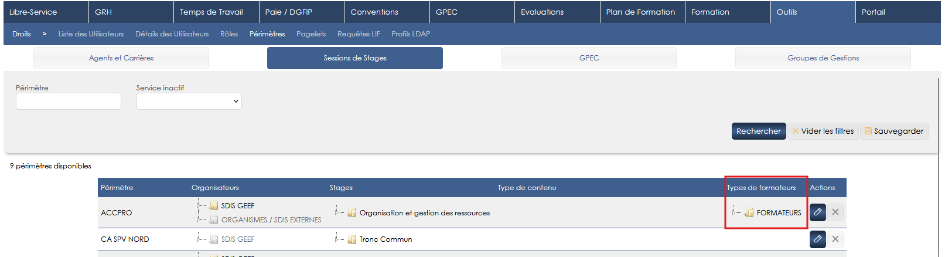 Libre-Service GRH Temps de Travail Paie / DGFIP Conventions GPEC Evaluations Plan de Formation Formation Outils Portail
Droits > Liste des Utilisateurs Détails des Utilisateurs Rôles Périmètres Pagelets Requêtes LIF Profils LDAP
Agents et Carrières Sessions de Stages GPEC Groupes de Gestions
Périmètre Service inactif
Rechercher Vider les filtres Sauvegarder
9 périmètres disponibles
Périmètre Organisateurs Stages Type de contenu Types de formateurs Actions
ACCPRO SDIS GEEF Organisation et gestion des ressources FORMATEURS
ORGANISMES / SDIS EXTERNES
CA SPV NORD SDIS GEEF Tronc Commun